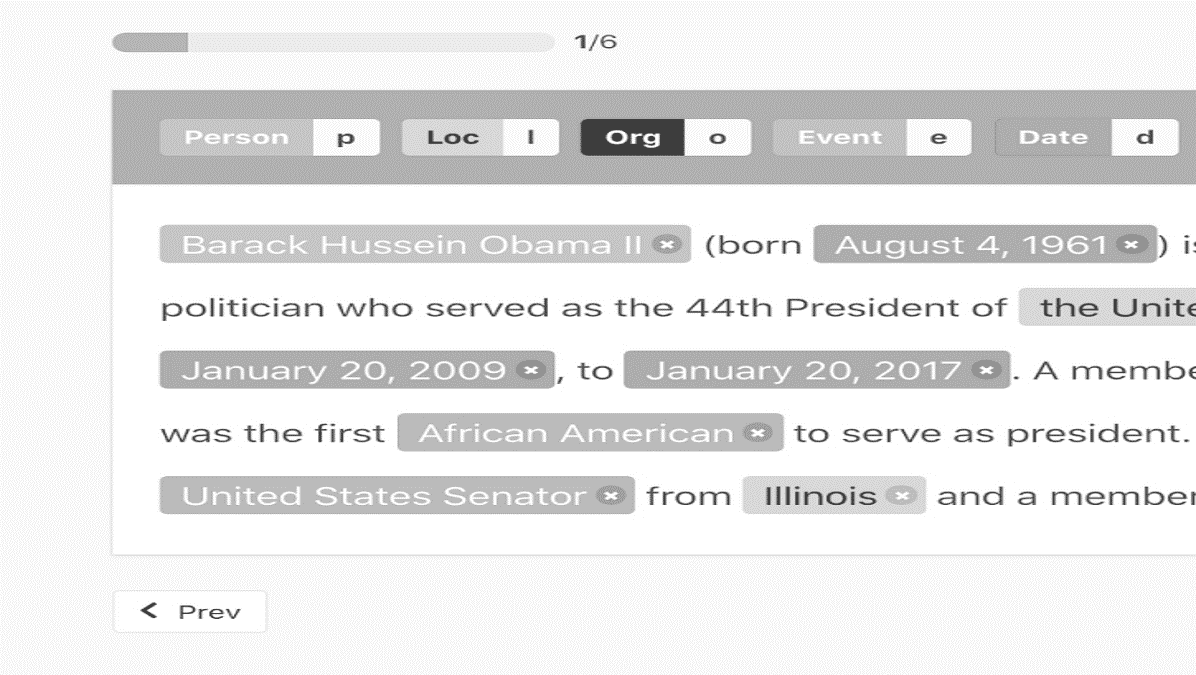 1/6
Person p Loc l Org o Event e Date d
Barack Hussein Obama II × (born August 4, 1961 ×) is
politician who served as the 44th President of the Unite
January 20, 2009 ×, to January 20, 2017 ×. A membe
was the first African American × to serve as president.
United States Senator × from Illinois × and a member
Prev